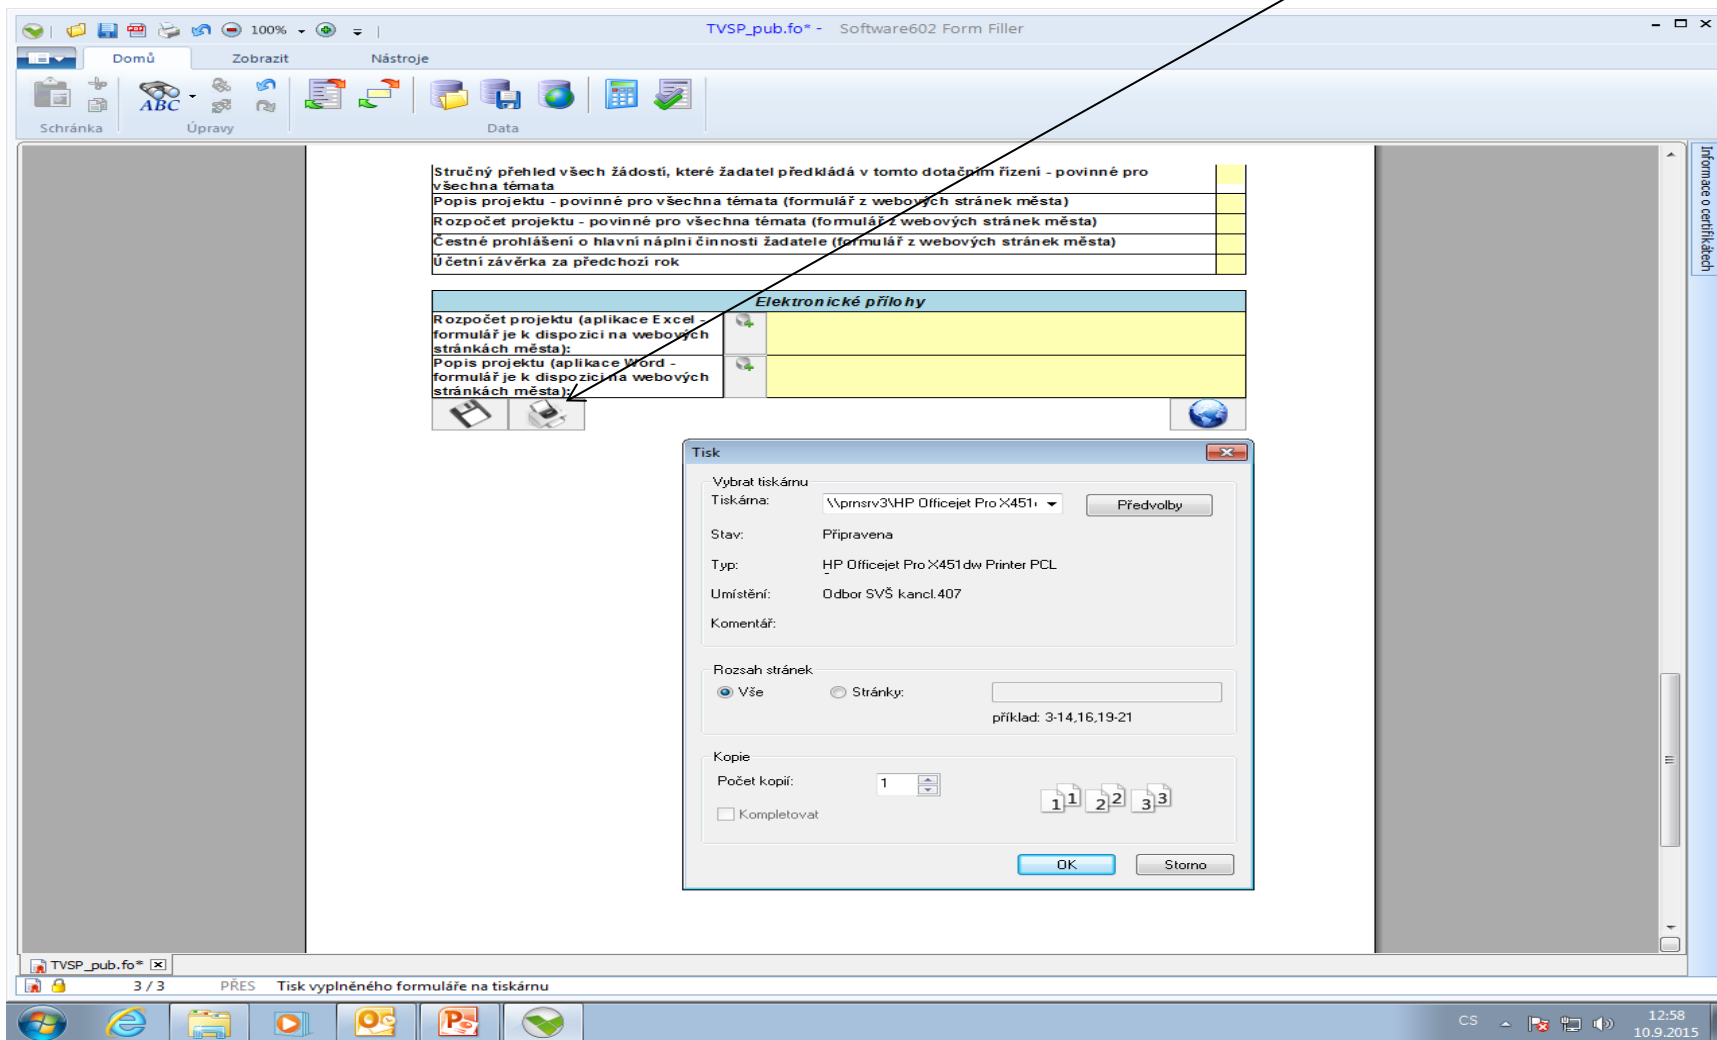 100%
TVSP_pub.fo* - Software602 Form Filler
Domů Zobrazit Nástroje
ABC
Schránka Úpravy Data
Informace o certifikátech
Stručný přehled všech žádostí, které žadatel předkládá v tomto dotačním řízení - povinné pro
všechna témata
Popis projektu - povinné pro všechna témata (formulář z webových stránek města)
Rozpočet projektu - povinné pro všechna témata (formulář z webových stránek města)
Čestné prohlášení o hlavní náplni činnosti žadatele (formulář z webových stránek města)
Účetní závěrka za předchozí rok
Elektronické přílohy
Rozpočet projektu (aplikace Excel -
formulář je k dispozici na webových
stránkách města):
Popis projektu (aplikace Word -
formulář je k dispozici na webových
stránkách města):
Tisk
Vybrat tiskárnu
Tiskárna: \\prnsrv3\HP Officejet Pro X451 Předvolby
Stav: Připravena
Typ: HP Officejet Pro X451dw Printer PCL
Umístění: Odbor SVŠ kancl.407
Komentář:
Rozsah stránek
Vše Stránky:
příklad: 3-14,16,19-21
Kopie
Počet kopií: 1
1 1 2 2 3 3
Kompletovat
OK Storno
TVSP_pub.fo*
3 / 3 PŘES Tisk vyplněného formuláře na tiskárnu
CS 12:58
10.9.2015